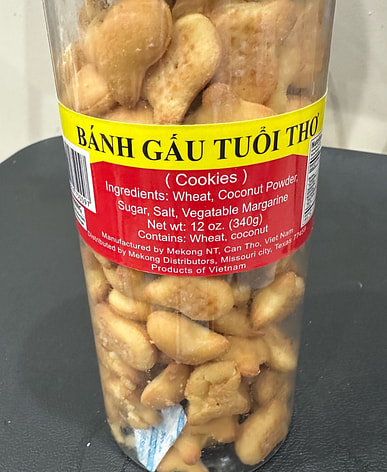 BÁNH GẤU TUỔI THƠ
( Cookies )
Ingredients: Wheat, Coconut Powder,
Sugar, Salt, Vegatable Margarine
Net wt: 12 oz. (340g)
Contains: Wheat, coconut
Manufactured by Mekong NT, Can Tho, Viet Nam
Distributed by Mekong Distributors, Missouri city, Texas
Products of Vietnam